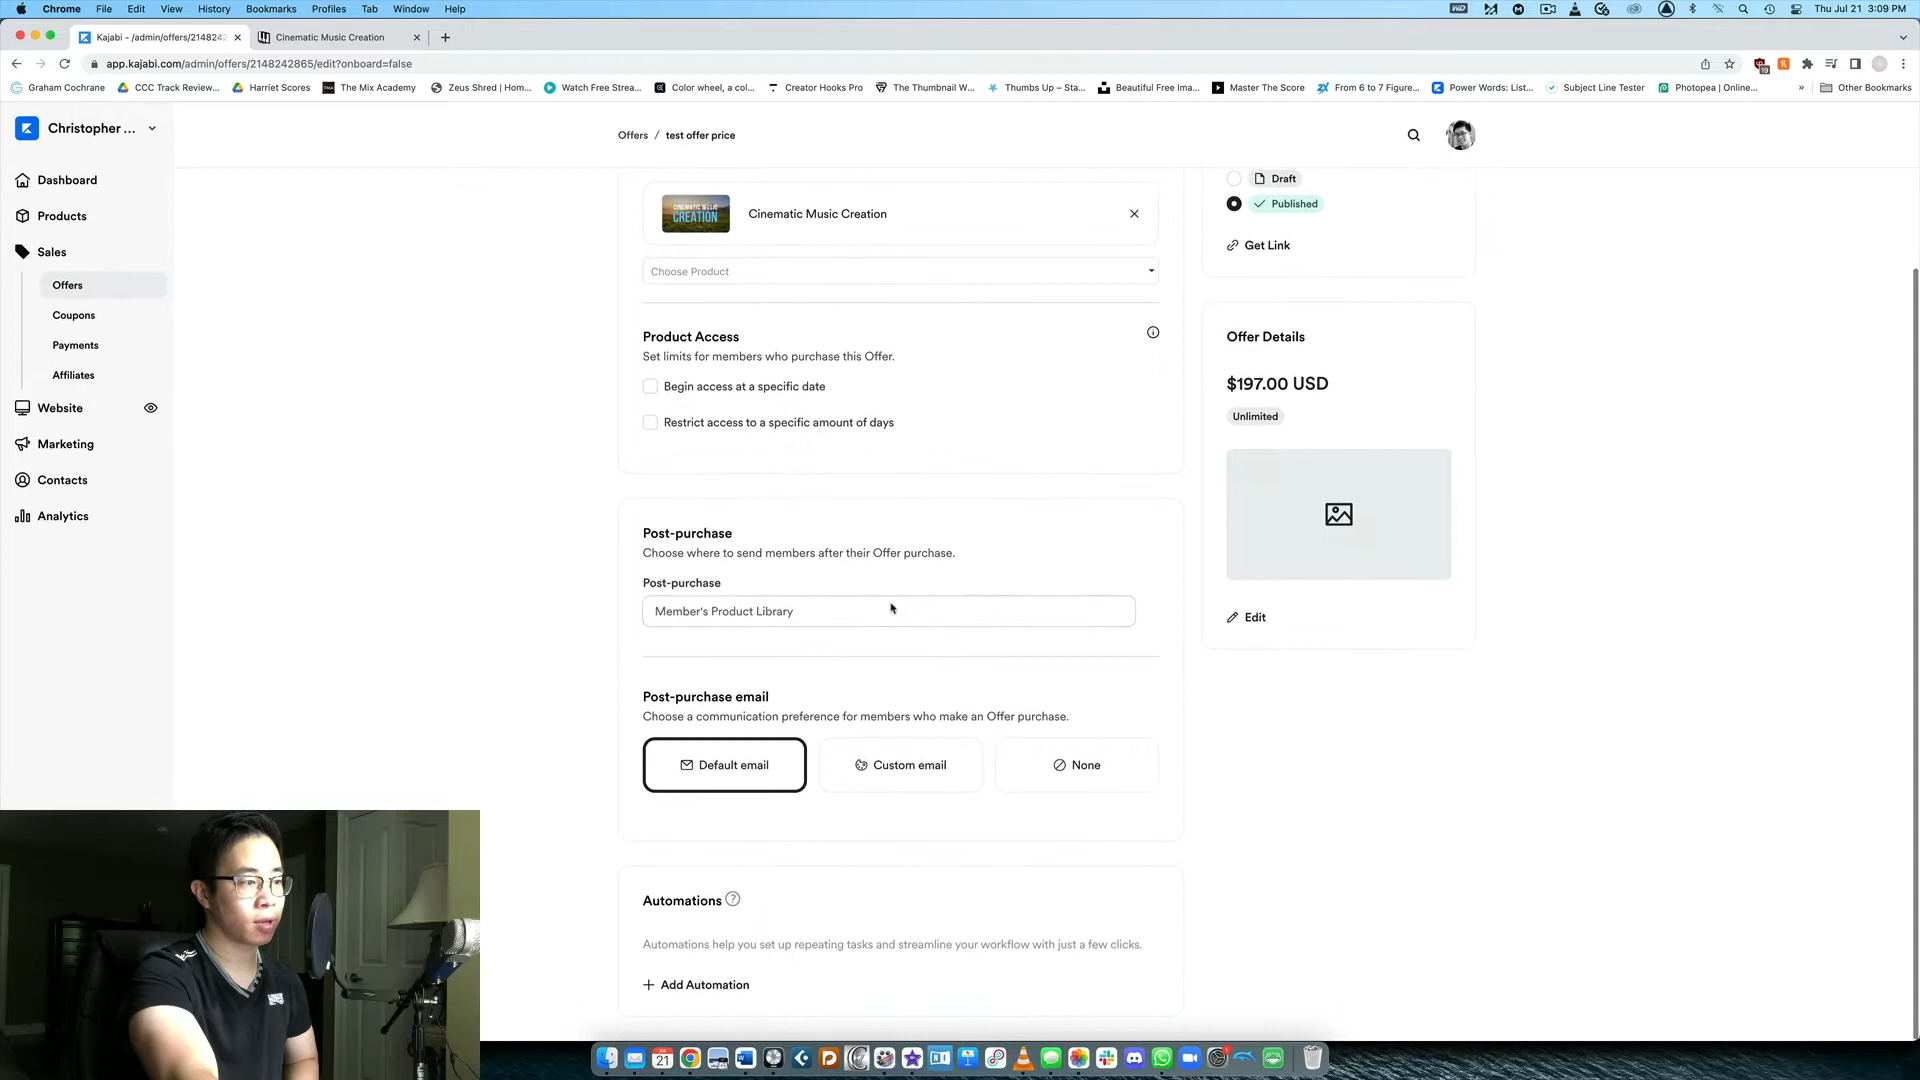 Chrome File Edit View History Bookmarks Profiles Tab Window Help
Thu Jul 21 3:09 PM
Kajabi - /admin/offers/2148242
Cinematic Music Creation
app.kajabi.com/admin/offers/2148242865/edit?onboard=false
Graham Cochrane
CCC Track Review...
Harriet Scores
The Mix Academy
Zeus Shred | Hom...
Watch Free Strea...
Color wheel, a col...
Creator Hooks Pro
The Thumbnail W...
Thumbs Up – Sta...
Beautiful Free Ima...
Master The Score
From 6 to 7 Figure...
Power Words: List...
Subject Line Tester
Photopea | Online...
»
Other Bookmarks
Christopher ...
Offers / test offer price
Dashboard
Products
Sales
Offers
Coupons
Payments
Affiliates
Website
Marketing
Contacts
Analytics
CINEMATIC MUSIC
CREATION
Cinematic Music Creation
Choose Product
Product Access
Set limits for members who purchase this Offer.
Begin access at a specific date
Restrict access to a specific amount of days
Post-purchase
Choose where to send members after their Offer purchase.
Post-purchase
Member's Product Library
Post-purchase email
Choose a communication preference for members who make an Offer purchase.
Default email
Custom email
None
Automations
Automations help you set up repeating tasks and streamline your workflow with just a few clicks.
+ Add Automation
Draft
Published
Get Link
Offer Details
$197.00 USD
Unlimited
Edit
21